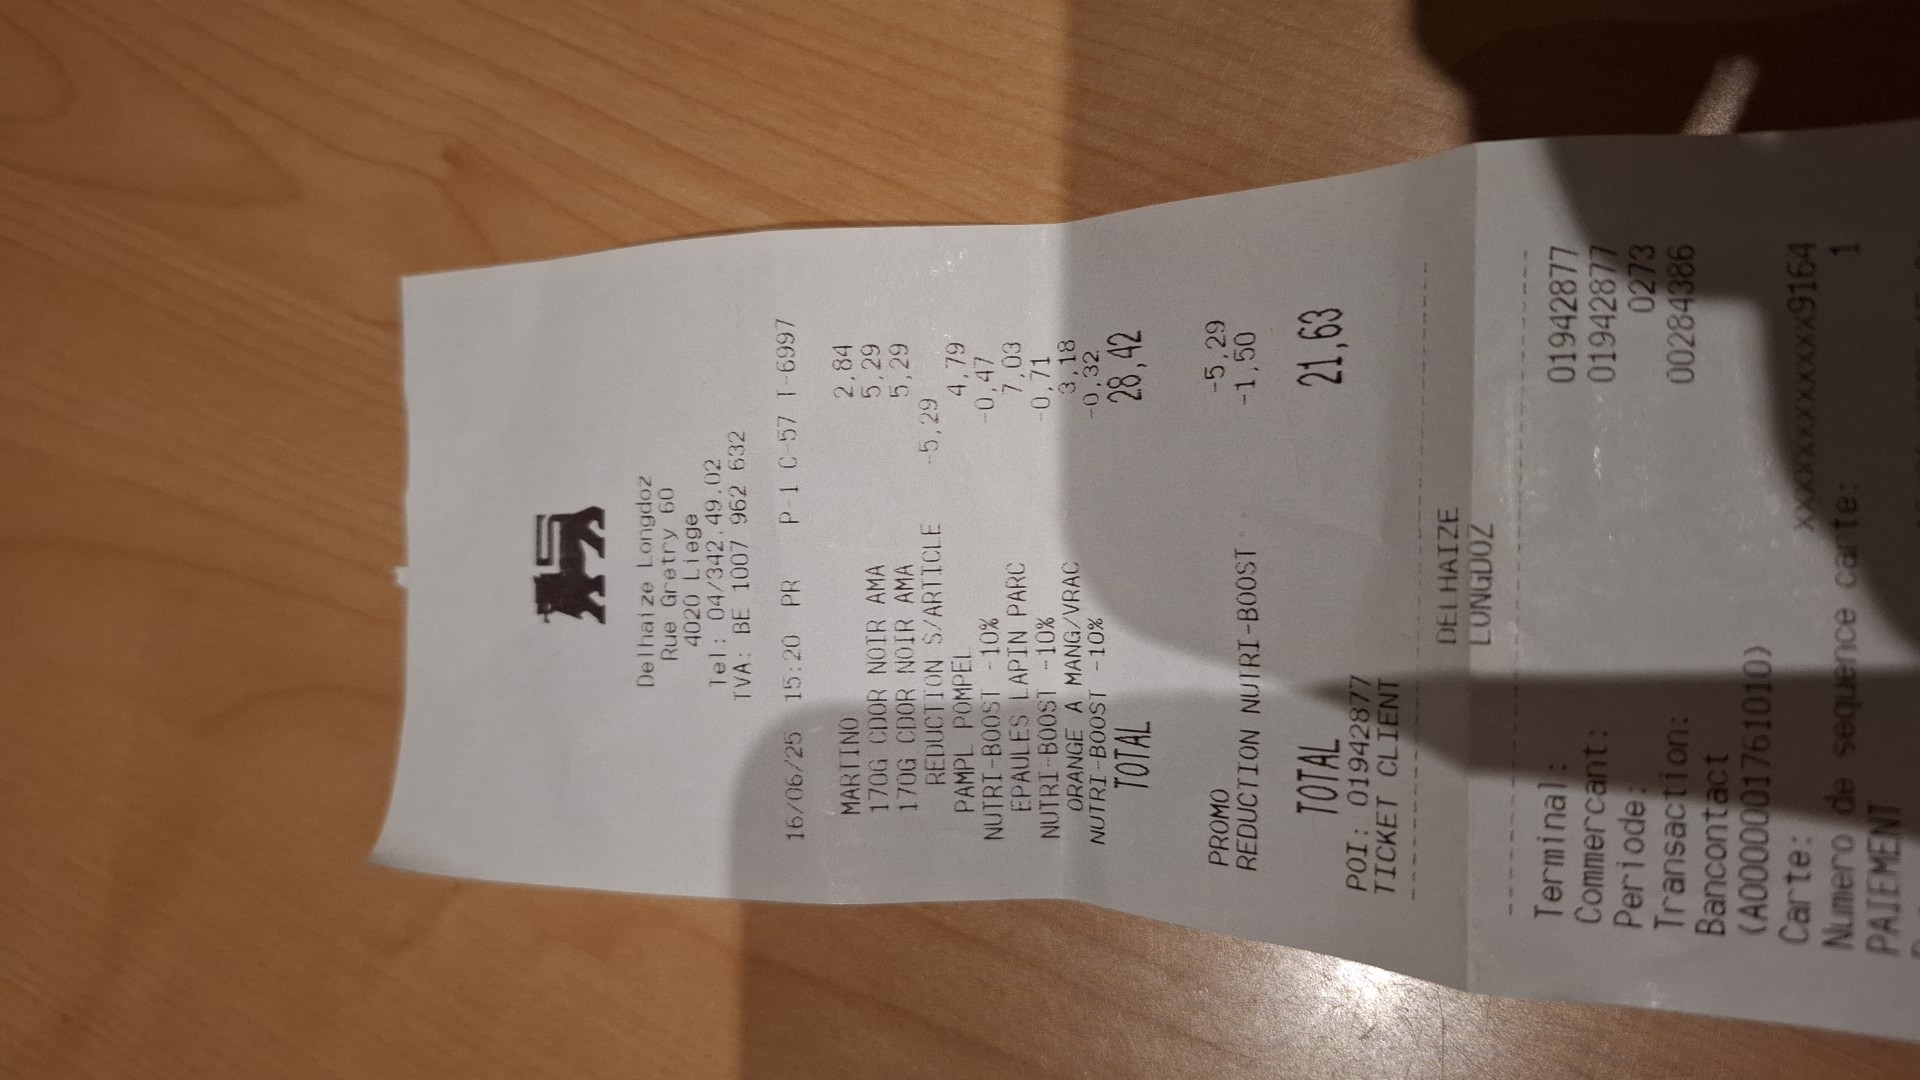 Delhaize Longdoz
Rue Gretry 60
4020 Liege
Tel: 04/342.49.02
TVA: BE 1007 962 632
16/06/25 15:20 PR P-1 C-57 T-6997
MARTINO 2,84
170G CDOR NOIR AMA 5,29
170G CDOR NOIR AMA 5,29
REDUCTION S/ARTICLE -5,29
PAMPL POMPEL 4,79
NUTRI-BOOST -10% -0,47
EPAULES LAPIN PARC 7,03
NUTRI-BOOST -10% -0,71
ORANGE A MANG/VRAC 3,18
NUTRI-BOOST -10% -0,32
TOTAL 28,42
PROMO -5,29
REDUCTION NUTRI-BOOST -1,50
TOTAL 21,63
POI: 01942877
TICKET CLIENT
DELHAIZE
LONGDOZ
Terminal: 01942877
Commercant: 01942877
Periode: 0273
Transaction: 00284386
Bancontact
(A0000001761010)
Carte: xxxxxxxxxxxxx9164
Numero de sequence carte: 1
PAIEMENT